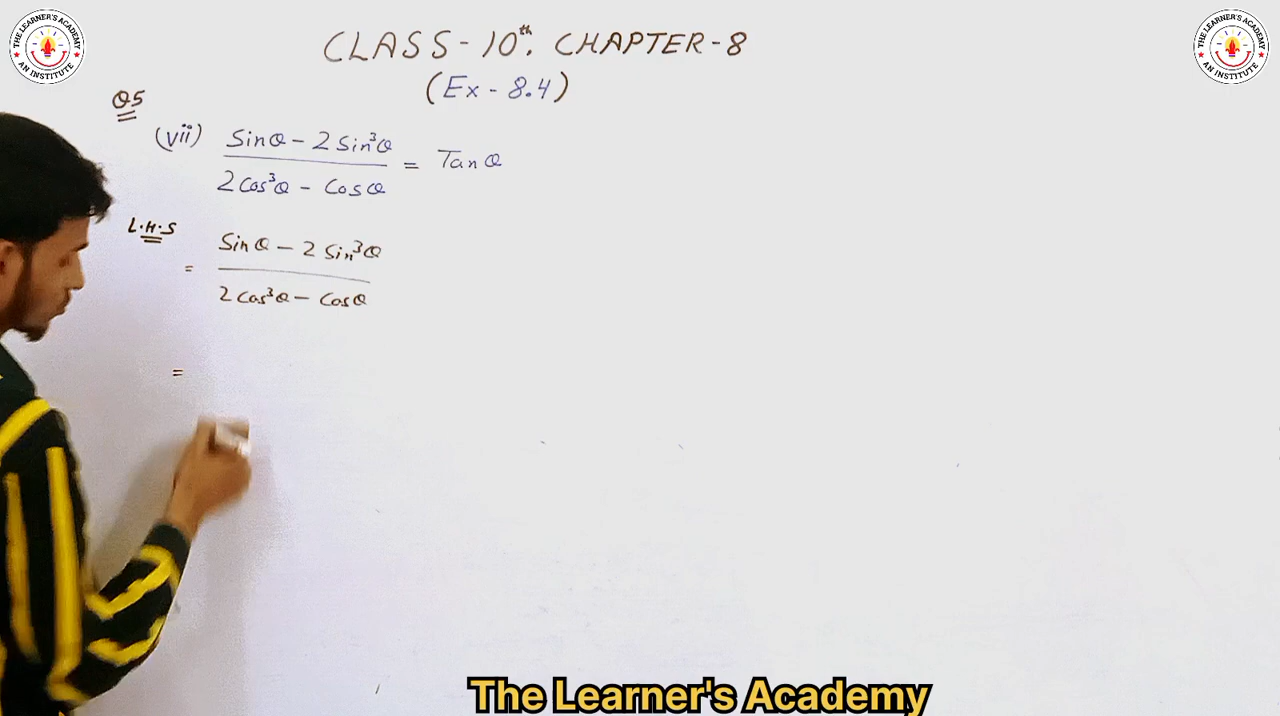 THE LEARNER'S ACADEMY
AN INSTITUTE
THE LEARNER'S ACADEMY
AN INSTITUTE
CLASS-10th. CHAPTER-8
(Ex-8.4)
Q5
(vii) Sinθ - 2 Sin³θ / 2 Cos³θ - Cosθ = Tanθ
L.H.S
= Sinθ - 2 Sin³θ / 2 Cos³θ - Cosθ
=
The Learner's Academy